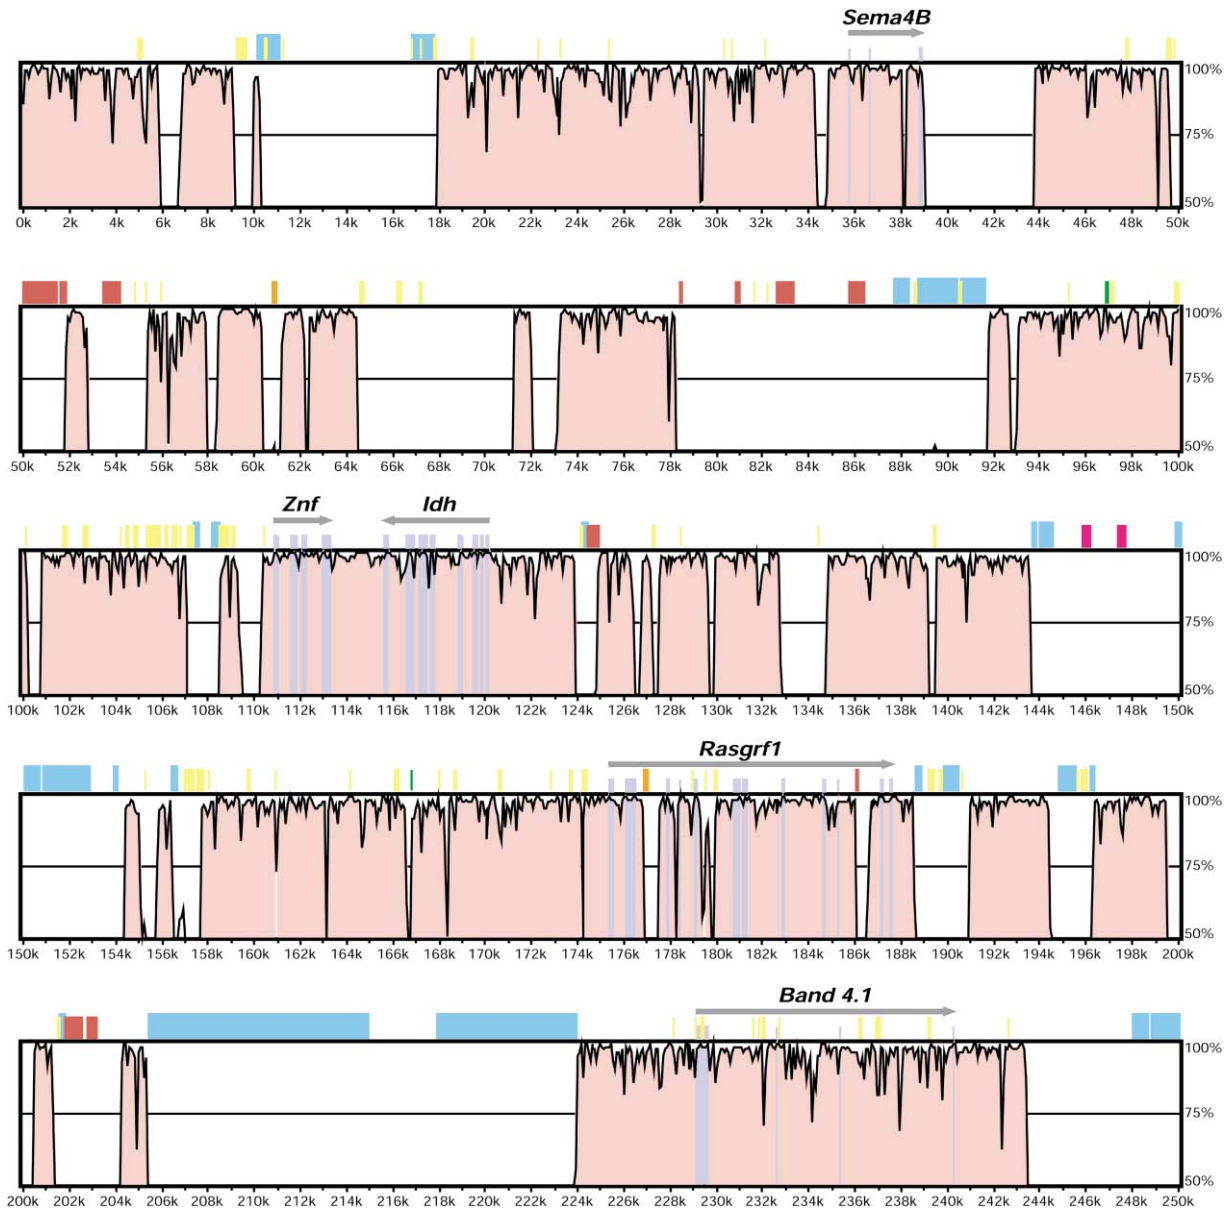 Sema4B
100%
75%
50%
0k 2k 4k 6k 8k 10k 12k 14k 16k 18k 20k 22k 24k 26k 28k 30k 32k 34k 36k 38k 40k 42k 44k 46k 48k 50k
100%
75%
50%
50k 52k 54k 56k 58k 60k 62k 64k 66k 68k 70k 72k 74k 76k 78k 80k 82k 84k 86k 88k 90k 92k 94k 96k 98k 100k
Znf Idh
100%
75%
50%
100k 102k 104k 106k 108k 110k 112k 114k 116k 118k 120k 122k 124k 126k 128k 130k 132k 134k 136k 138k 140k 142k 144k 146k 148k 150k
Rasgrf1
100%
75%
50%
150k 152k 154k 156k 158k 160k 162k 164k 166k 168k 170k 172k 174k 176k 178k 180k 182k 184k 186k 188k 190k 192k 194k 196k 198k 200k
Band 4.1
100%
75%
50%
200k 202k 204k 206k 208k 210k 212k 214k 216k 218k 220k 222k 224k 226k 228k 230k 232k 234k 236k 238k 240k 242k 244k 246k 248k 250k